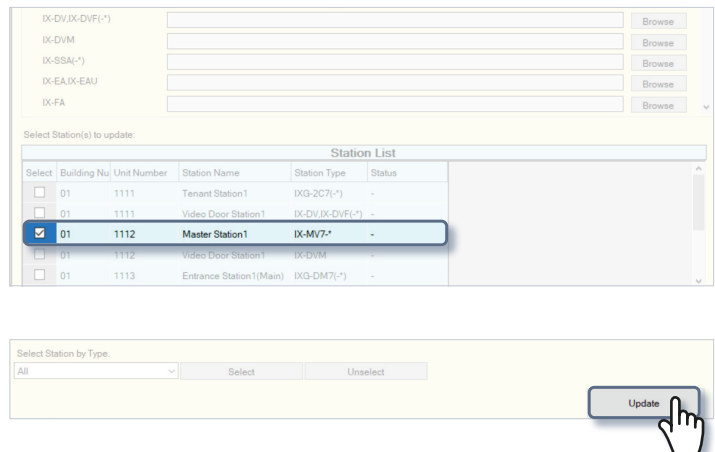 IX-DV,IX-DVF(-*) Browse
IX-DVM Browse
IX-SSA(-*) Browse
IX-EA,IX-EAU Browse
IX-FA Browse
Select Station(s) to update:
Station List
Select Building Nu Unit Number Station Name Station Type Status
01 1111 Tenant Station1 IXG-2C7(-*) -
01 1111 Video Door Station1 IX-DV,IX-DVF(-*) -
01 1112 Master Station1 IX-MV7-* -
01 1112 Video Door Station1 IX-DVM -
01 1113 Entrance Station1(Main) IXG-DM7(-*) -
Select Station by Type.
All Select Unselect
Update